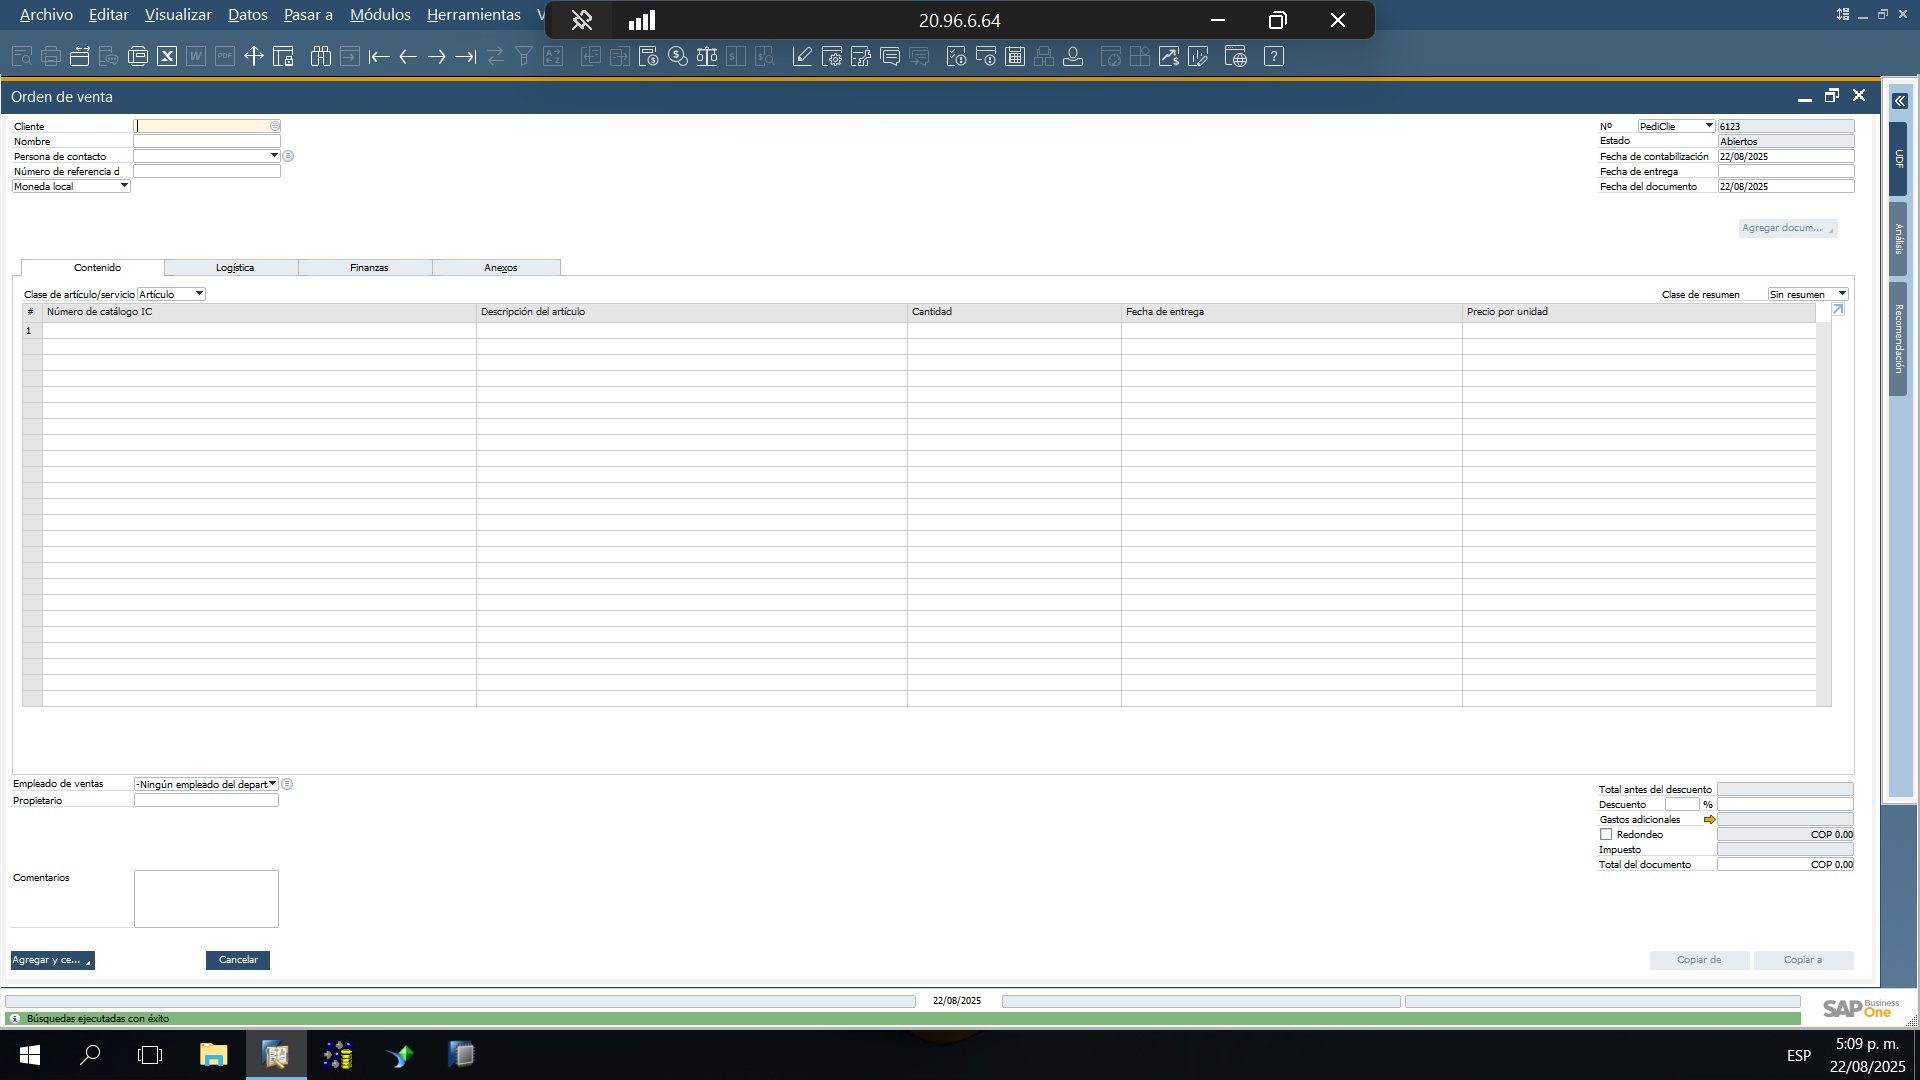 Archivo Editar Visualizar Datos Pasar a Módulos Herramientas V
20.96.6.64
Orden de venta
Cliente
Nombre
Persona de contacto
Número de referencia d
Moneda local
Nº PediClie 6123
Estado Abiertos
Fecha de contabilización 22/08/2025
Fecha de entrega
Fecha del documento 22/08/2025
Agregar docum...
UDF
Análisis
Recomendación
Contenido Logística Finanzas Anexos
Clase de artículo/servicio Artículo
Clase de resumen Sin resumen
# Número de catálogo IC Descripción del artículo Cantidad Fecha de entrega Precio por unidad
1
Empleado de ventas -Ningún empleado del depart
Propietario
Comentarios
Total antes del descuento
Descuento %
Gastos adicionales
Redondeo COP 0.00
Impuesto
Total del documento COP 0.00
Agregar y ce... Cancelar Copiar de Copiar a
22/08/2025
Búsquedas ejecutadas con éxito
SAP Business One
ESP
5:09 p. m.
22/08/2025